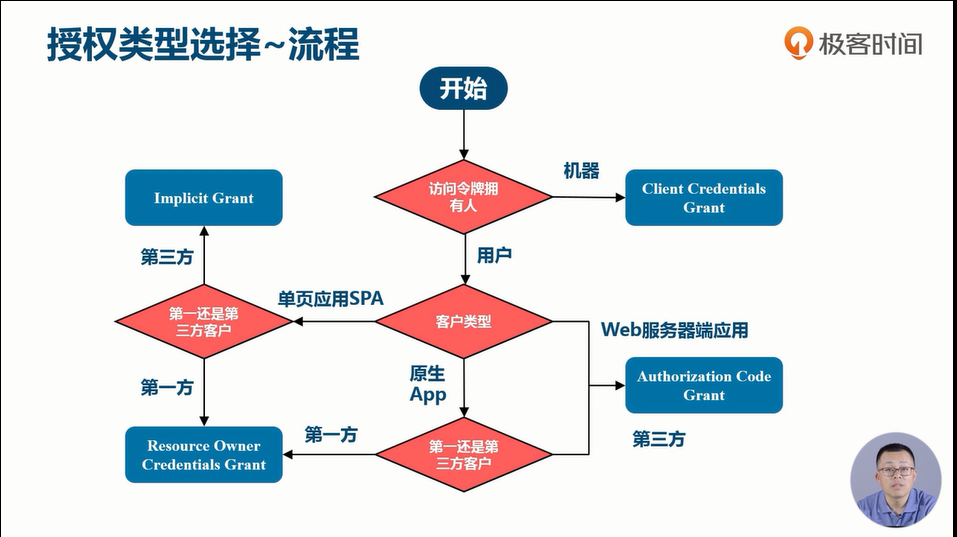 授权类型选择~流程
极客时间
开始
访问令牌拥
有人
机器
Client Credentials
Grant
用户
Implicit Grant
第三方
第一还是第
三方客户
单页应用SPA
客户类型
Web服务器端应用
第一方
原生
App
Authorization Code
Grant
第三方
Resource Owner
Credentials Grant
第一方
第一还是第
三方客户